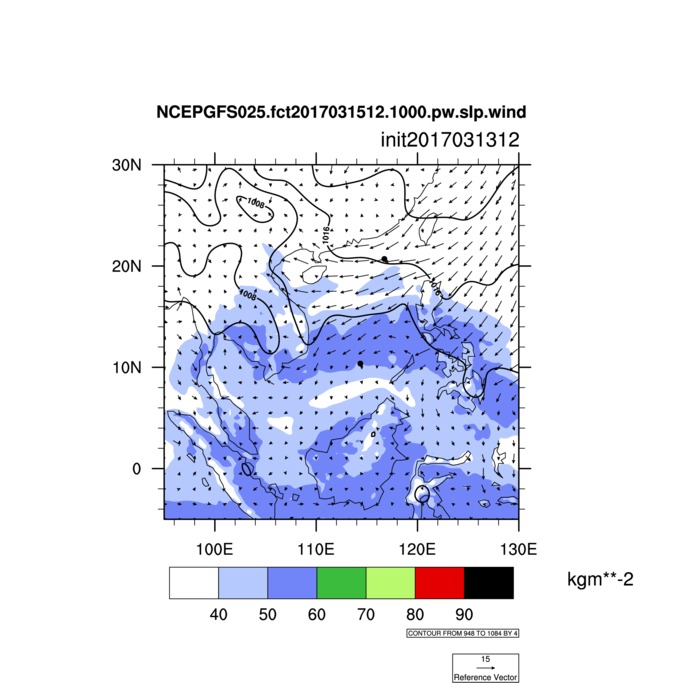 NCEPGFS025.fct2017031512.1000.pw.slp.wind
init2017031312
30N
20N
10N
0
1008
1016
1008
1016
100E 110E 120E 130E
kgm**-2
40 50 60 70 80 90
CONTOUR FROM 948 TO 1084 BY 4
15
Reference Vector